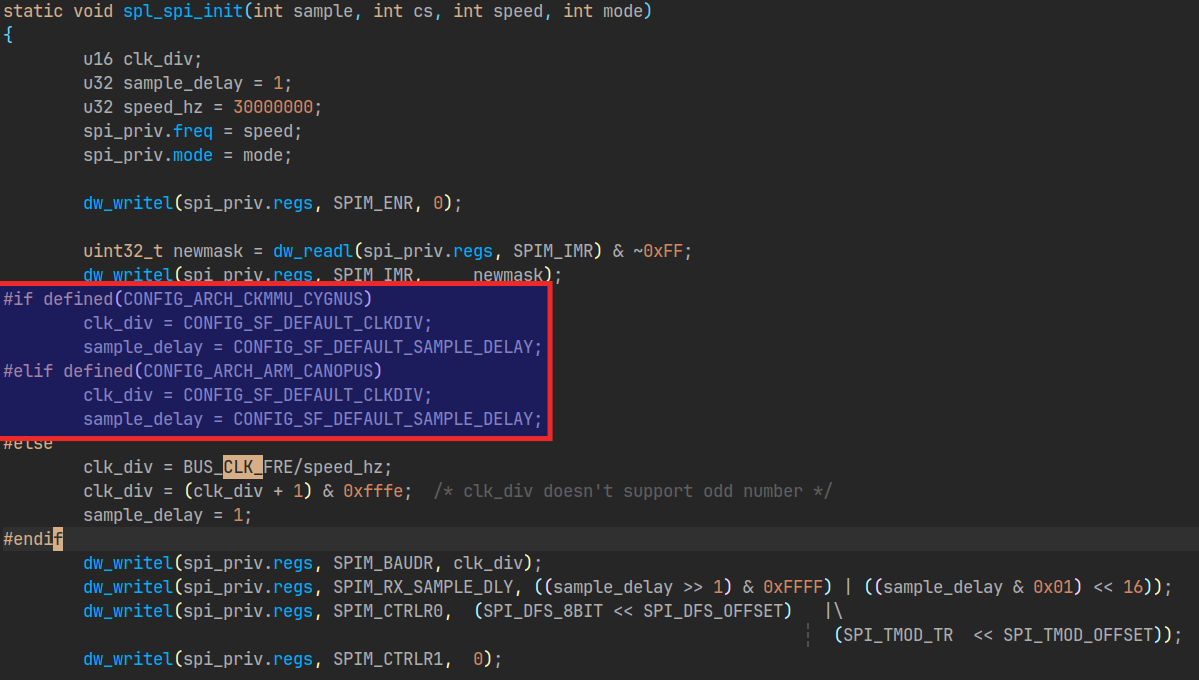 static void spl_spi_init(int sample, int cs, int speed, int mode)
{
        u16 clk_div;
        u32 sample_delay = 1;
        u32 speed_hz = 30000000;
        spi_priv.freq = speed;
        spi_priv.mode = mode;

        dw_writel(spi_priv.regs, SPIM_ENR, 0);

        uint32_t newmask = dw_readl(spi_priv.regs, SPIM_IMR) & ~0xFF;
        dw_writel(spi_priv.regs, SPIM_IMR,     newmask);
#if defined(CONFIG_ARCH_CKMMU_CYGNUS)
        clk_div = CONFIG_SF_DEFAULT_CLKDIV;
        sample_delay = CONFIG_SF_DEFAULT_SAMPLE_DELAY;
#elif defined(CONFIG_ARCH_ARM_CANOPUS)
        clk_div = CONFIG_SF_DEFAULT_CLKDIV;
        sample_delay = CONFIG_SF_DEFAULT_SAMPLE_DELAY;
#else
        clk_div = BUS_CLK_FRE/speed_hz;
        clk_div = (clk_div + 1) & 0xfffe;  /* clk_div doesn't support odd number */
        sample_delay = 1;
#endif
        dw_writel(spi_priv.regs, SPIM_BAUDR, clk_div);
        dw_writel(spi_priv.regs, SPIM_RX_SAMPLE_DLY, ((sample_delay >> 1) & 0xFFFF) | ((sample_delay & 0x01) << 16));
        dw_writel(spi_priv.regs, SPIM_CTRLR0,  (SPI_DFS_8BIT << SPI_DFS_OFFSET)   |\
                                                                                   (SPI_TMOD_TR  << SPI_TMOD_OFFSET));
        dw_writel(spi_priv.regs, SPIM_CTRLR1,  0);